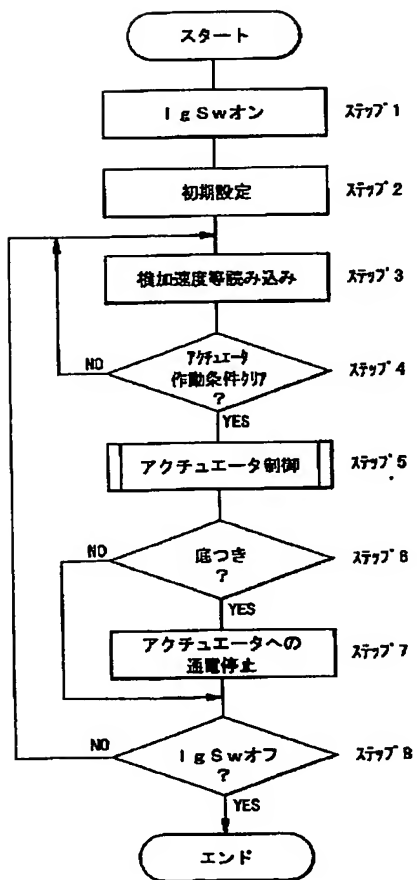 スタート
IgSwオン
ステップ1
初期設定
ステップ2
横加速度等読み込み
ステップ3
NO
アクチュエータ
作動条件クリア
?
ステップ4
YES
アクチュエータ制御
ステップ5
NO
底つき
?
ステップ6
YES
アクチュエータへの
通電停止
ステップ7
NO
IgSwオフ
?
ステップ8
YES
エンド